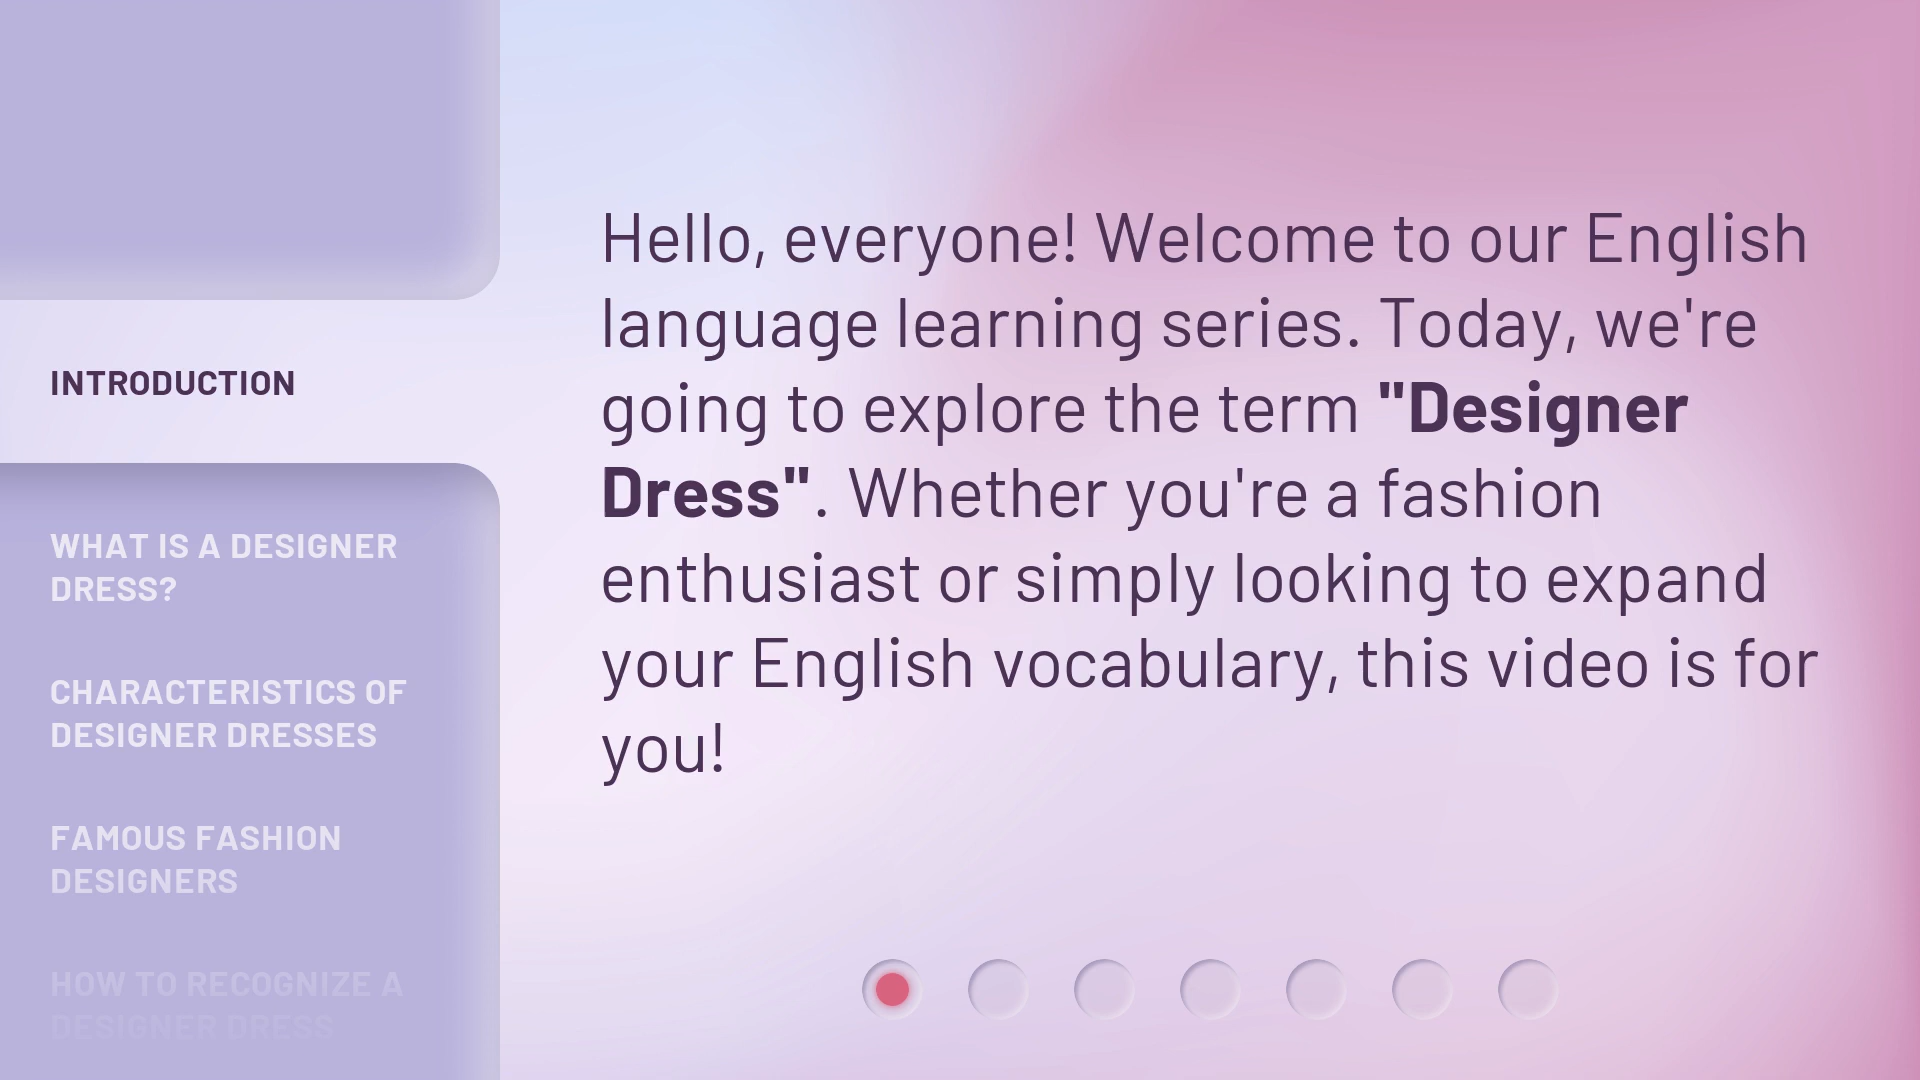 INTRODUCTION
WHAT IS A DESIGNER
DRESS?
CHARACTERISTICS OF
DESIGNER DRESSES
FAMOUS FASHION
DESIGNERS
HOW TO RECOGNIZE A
DESIGNER DRESS
Hello, everyone! Welcome to our English
language learning series. Today, we're
going to explore the term "Designer
Dress". Whether you're a fashion
enthusiast or simply looking to expand
your English vocabulary, this video is for
you!